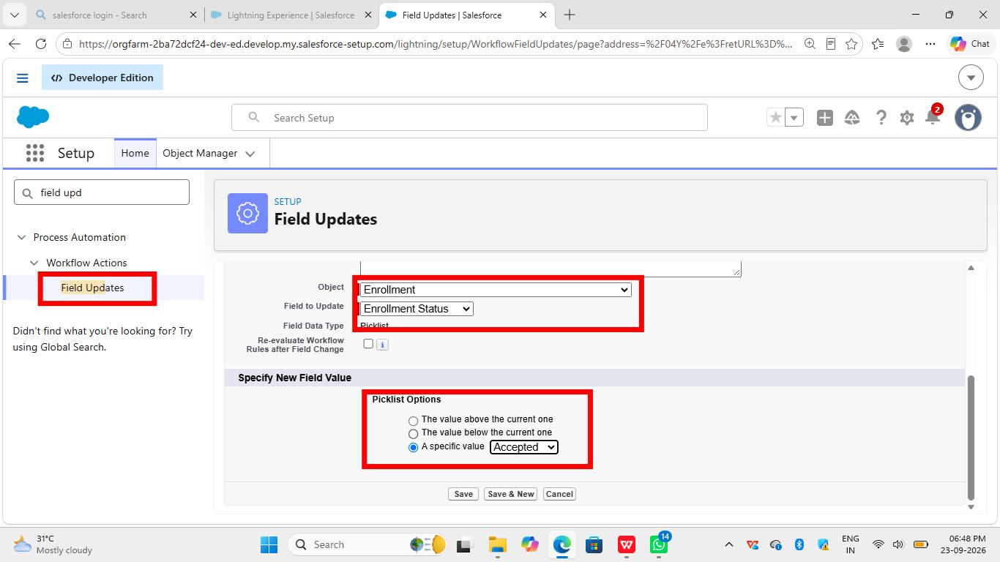 salesforce login - Search
Lightning Experience | Salesforce
Field Updates | Salesforce
https://orgfarm-2ba72dcf24-dev-ed.develop.my.salesforce-setup.com/lightning/setup/WorkflowFieldUpdates/page?address=%2F04Y%2Fe%3FretURL%3D%...
Chat
Developer Edition
Search Setup
2
Setup
Home
Object Manager
field upd
Process Automation
Workflow Actions
Field Updates
Didn't find what you're looking for? Try
using Global Search.
SETUP
Field Updates
Object Enrollment
Field to Update Enrollment Status
Field Data Type Picklist
Re-evaluate Workflow
Rules after Field Change
i
Specify New Field Value
Picklist Options
The value above the current one
The value below the current one
A specific value Accepted
Save Save & New Cancel
31°C
Mostly cloudy
Search
14
ENG
IN
06:48 PM
23-09-2026